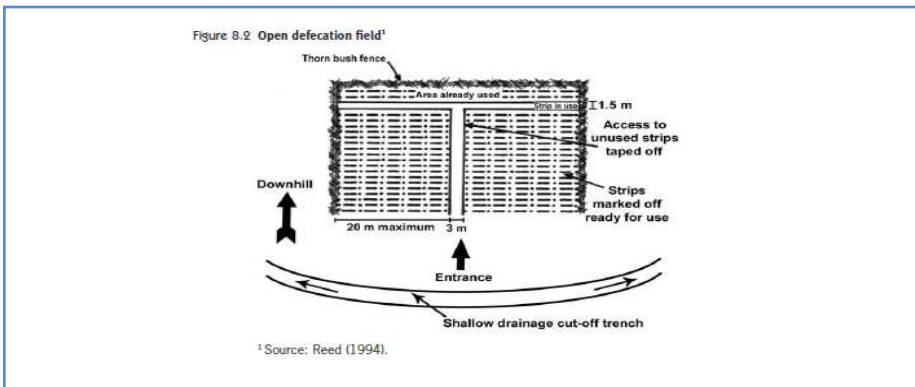 Figure 8.2 Open defecation field¹
Thorn bush fence
Area already used
Strip in use
1.5 m
Access to
unused strips
taped off
Downhill
Strips
marked off
ready for use
20 m maximum
3 m
Entrance
Shallow drainage cut-off trench
¹ Source: Reed (1994).